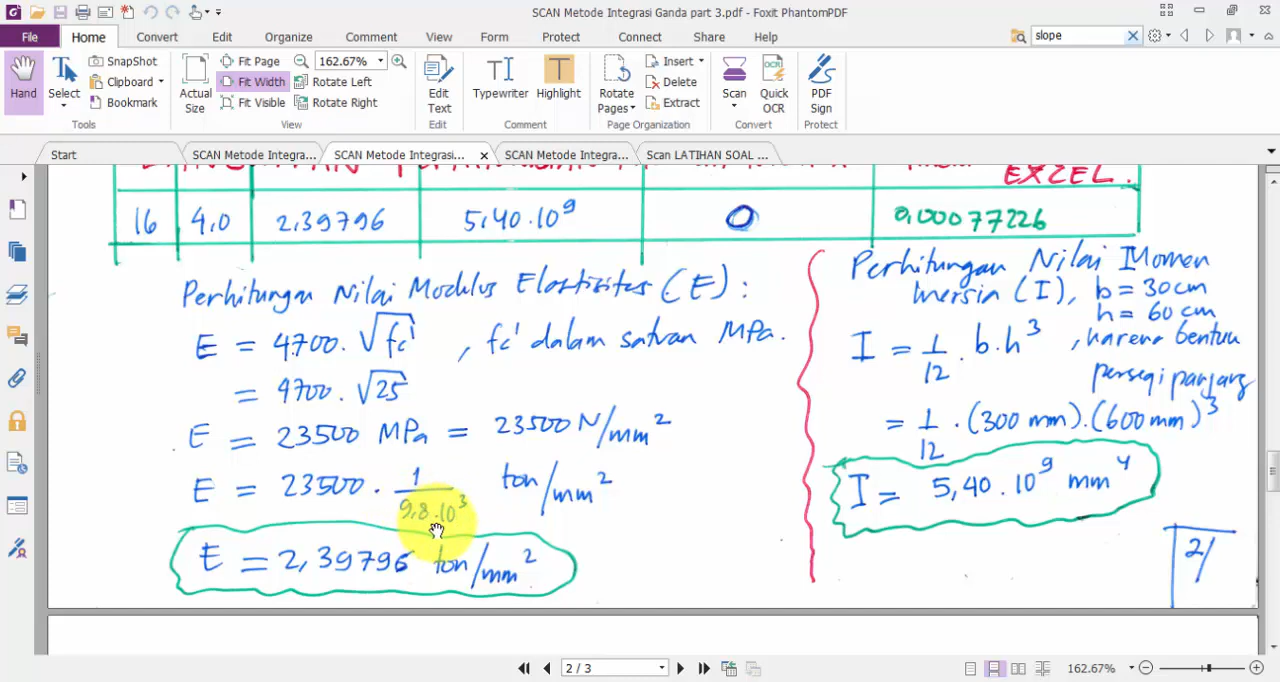 SCAN Metode Integrasi Ganda part 3.pdf - Foxit PhantomPDF
File Home Convert Edit Organize Comment View Form Protect Connect Share Help slope
Hand
Select
SnapShot
Clipboard
Bookmark
Tools
Actual Size
Fit Page
Fit Width
Fit Visible
162.67%
Rotate Left
Rotate Right
View
Edit Text
Edit
Typewriter
Highlight
Comment
Rotate Pages
Insert
Delete
Extract
Page Organization
Scan
Quick OCR
Convert
PDF Sign
Protect
Start
SCAN Metode Integra...
SCAN Metode Integrasi...
SCAN Metode Integra...
Scan LATIHAN SOAL ...
EXCEL.
16 4,0 2,39796 5,40.10⁹ 0 0,00077226
Perhitungan Nilai Modulus Elastisitas (E) :
E = 4700. √fc' , fc' dalam satuan MPa.
= 4700. √25
E = 23500 MPa = 23500 N/mm²
E = 23500 . 1/9,8.10³ ton/mm²
E = 2,39796 ton/mm²
Perhitungan Nilai Momen
Inersia (I), b = 30cm
h = 60 cm
I = 1/12 . b.h³ , karena bentuk
persegi panjang
= 1/12 . (300 mm).(600 mm)³
I = 5,40 . 10⁹ mm⁴
2/
2 / 3
162.67%